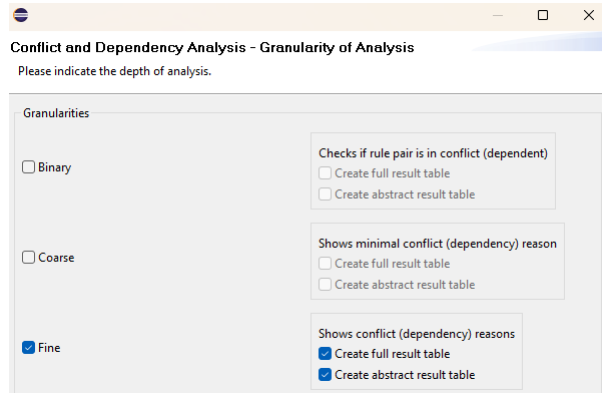 Conflict and Dependency Analysis - Granularity of Analysis
Please indicate the depth of analysis.
Granularities
Binary
Checks if rule pair is in conflict (dependent)
Create full result table
Create abstract result table
Coarse
Shows minimal conflict (dependency) reason
Create full result table
Create abstract result table
Fine
Shows conflict (dependency) reasons
Create full result table
Create abstract result table